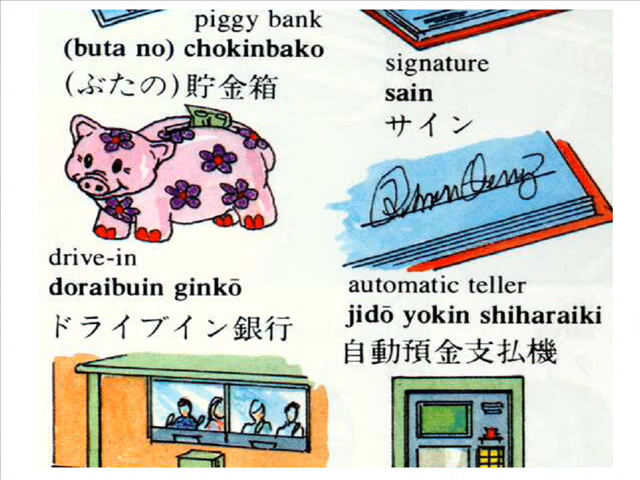 piggy bank
(buta no) chokinbako
(ぶたの)貯金箱
signature
sain
サイン
drive-in
doraibuin ginkō
ドライブイン銀行
automatic teller
jidō yokin shiharaiki
自動預金支払機